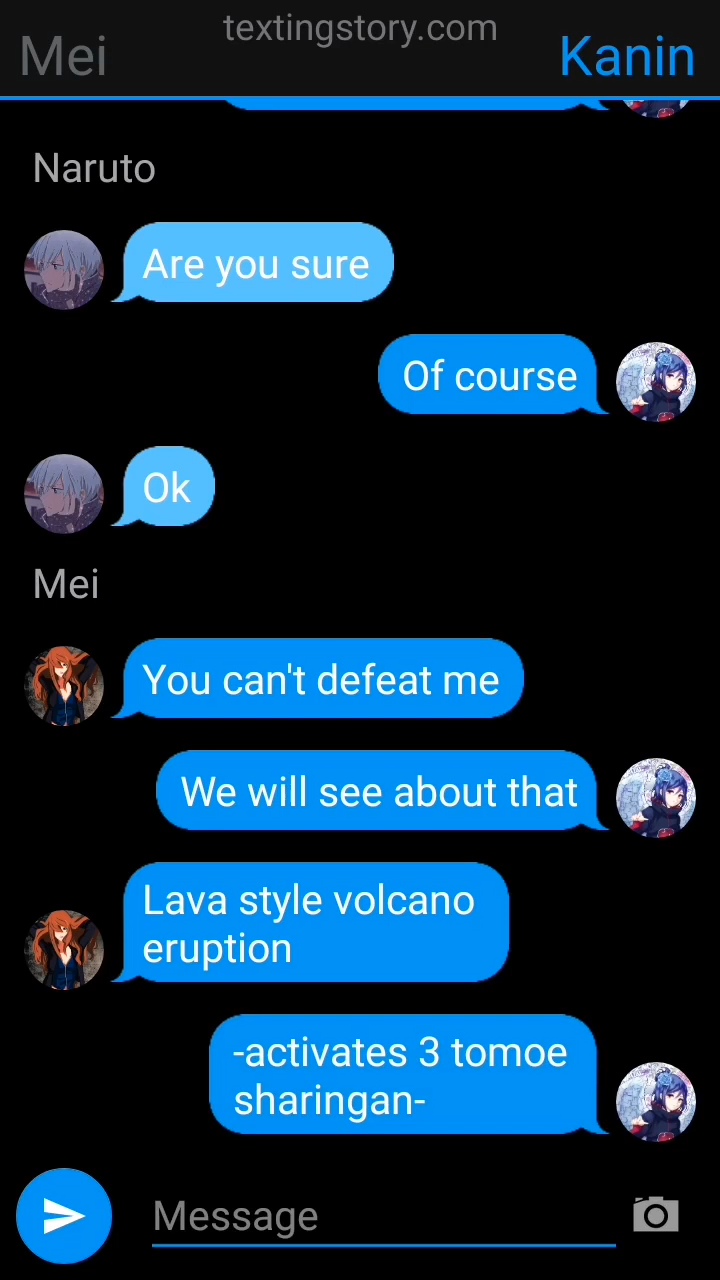 textingstory.com
Mei
Kanin
Naruto
Are you sure
Of course
Ok
Mei
You can't defeat me
We will see about that
Lava style volcano
eruption
-activates 3 tomoe
sharingan-
Message